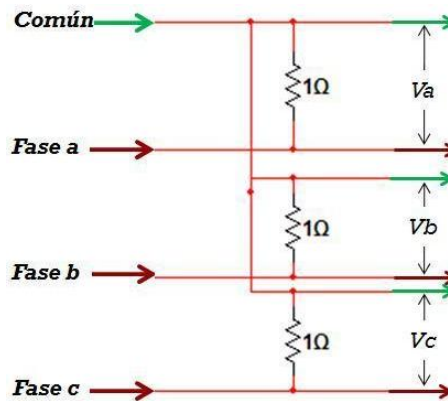 Común
1Ω
Va
Fase a
1Ω
Vb
Fase b
1Ω
Vc
Fase c